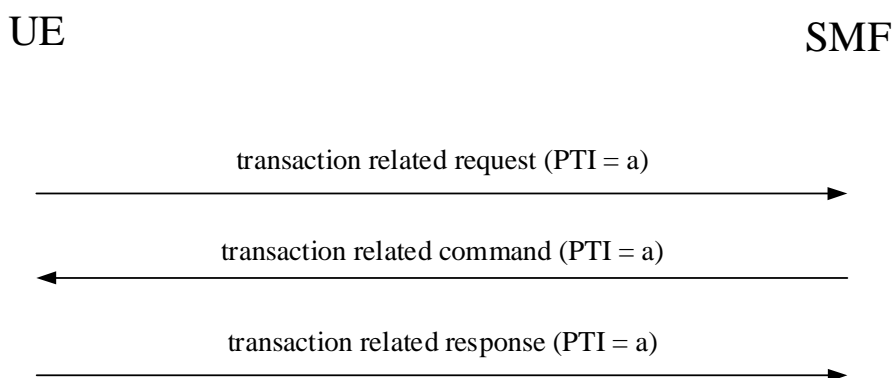 UE
SMF
transaction related request (PTI = a)
transaction related command (PTI = a)
transaction related response (PTI = a)